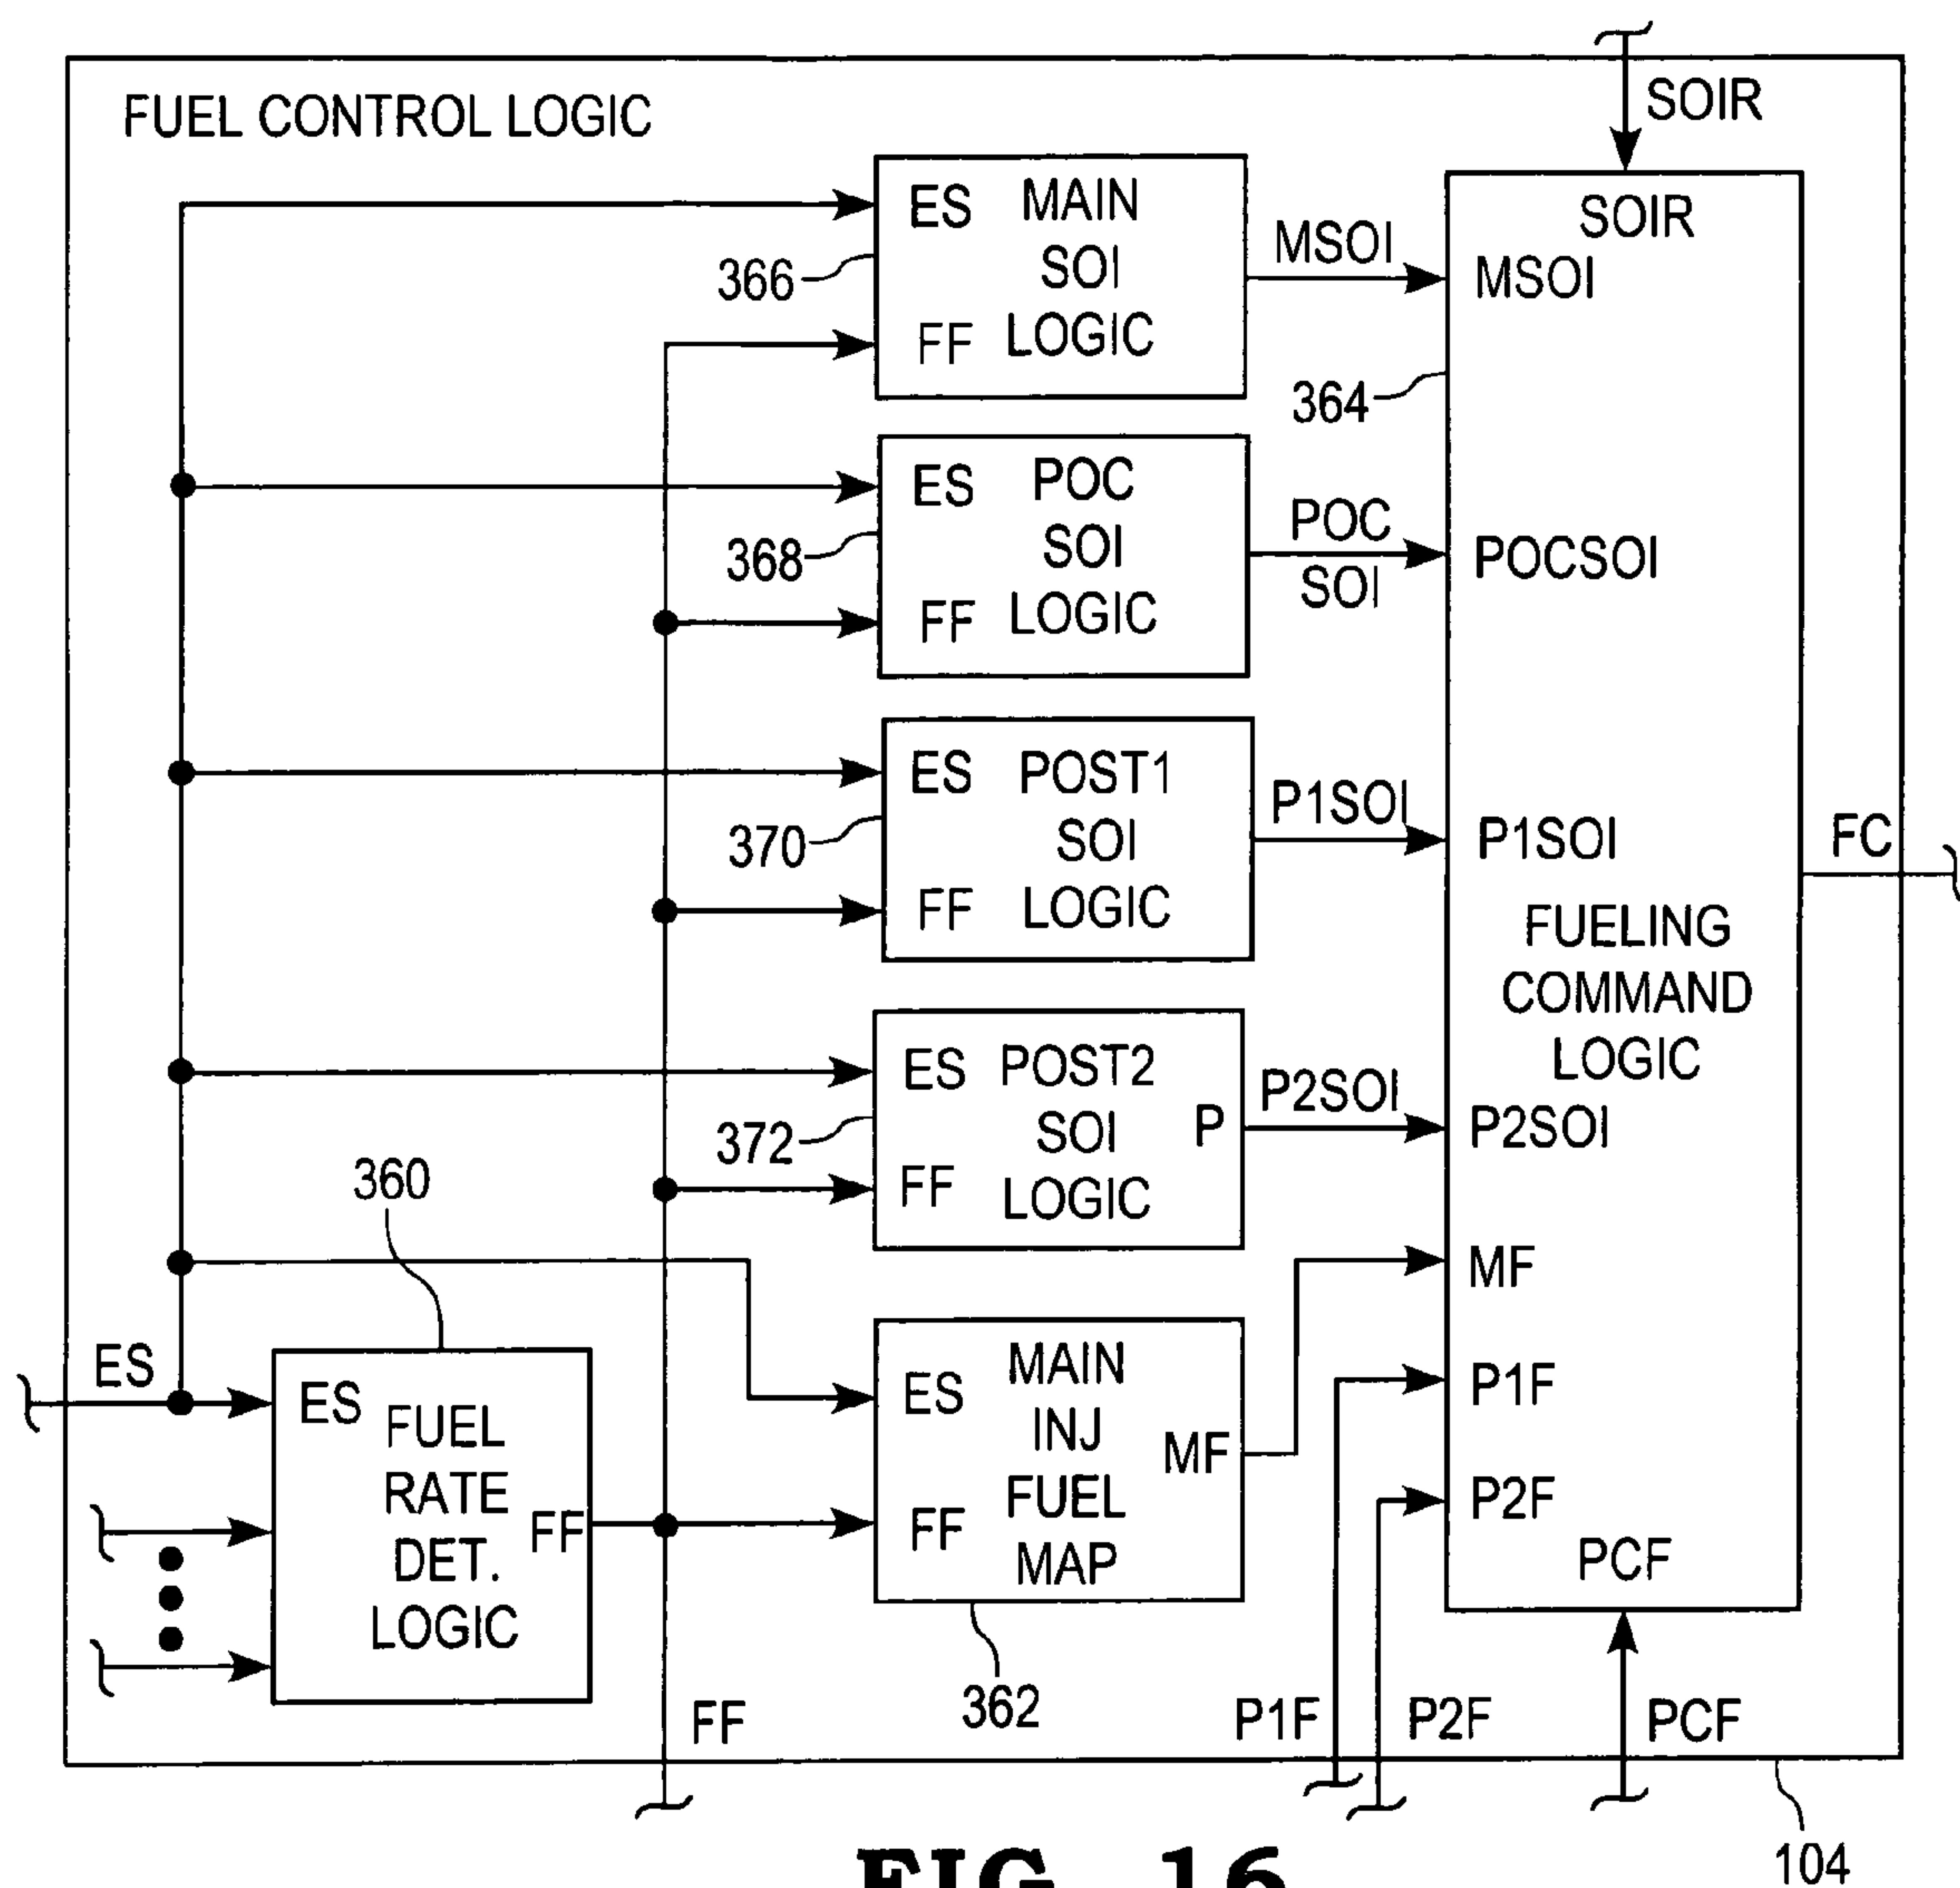 FUEL CONTROL LOGIC
SOIR
SOIR
ES MAIN
SOI
FF LOGIC
366
MSOI
MSOI
364
ES POC
SOI
FF LOGIC
368
POC
SOI
POCSOI
ES POST1
SOI
FF LOGIC
370
P1SOI
P1SOI
FC
FUELING
COMMAND
LOGIC
ES POST2
SOI P
FF LOGIC
372
P2SOI
P2SOI
360
ES
ES FUEL
RATE
DET.
LOGIC
FF
ES MAIN
INJ
FUEL
MAP
FF
MF
362
MF
P1F
P2F
PCF
FF
P1F
P2F
PCF
104
FIG. 16